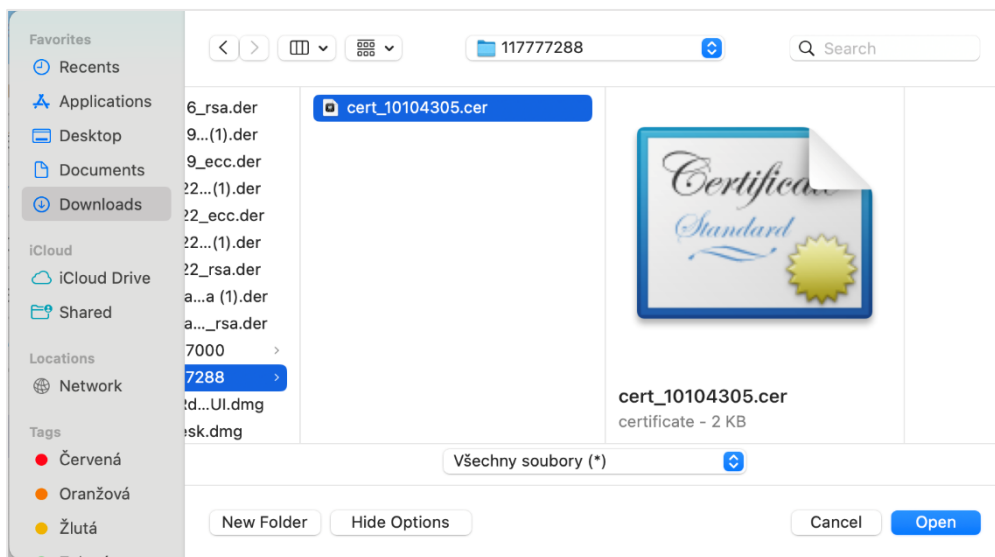 Favorites
Recents
Applications
Desktop
Documents
Downloads
iCloud
iCloud Drive
Shared
Locations
Network
Tags
Červená
Oranžová
Žlutá
117777288
Search
6_rsa.der
9...(1).der
9_ecc.der
22...(1).der
22_ecc.der
22...(1).der
22_rsa.der
a...a (1).der
a..._rsa.der
7000
7288
d...UI.dmg
esk.dmg
cert_10104305.cer
Certificate
Standard
cert_10104305.cer
certificate - 2 KB
Všechny soubory (*)
New Folder
Hide Options
Cancel
Open